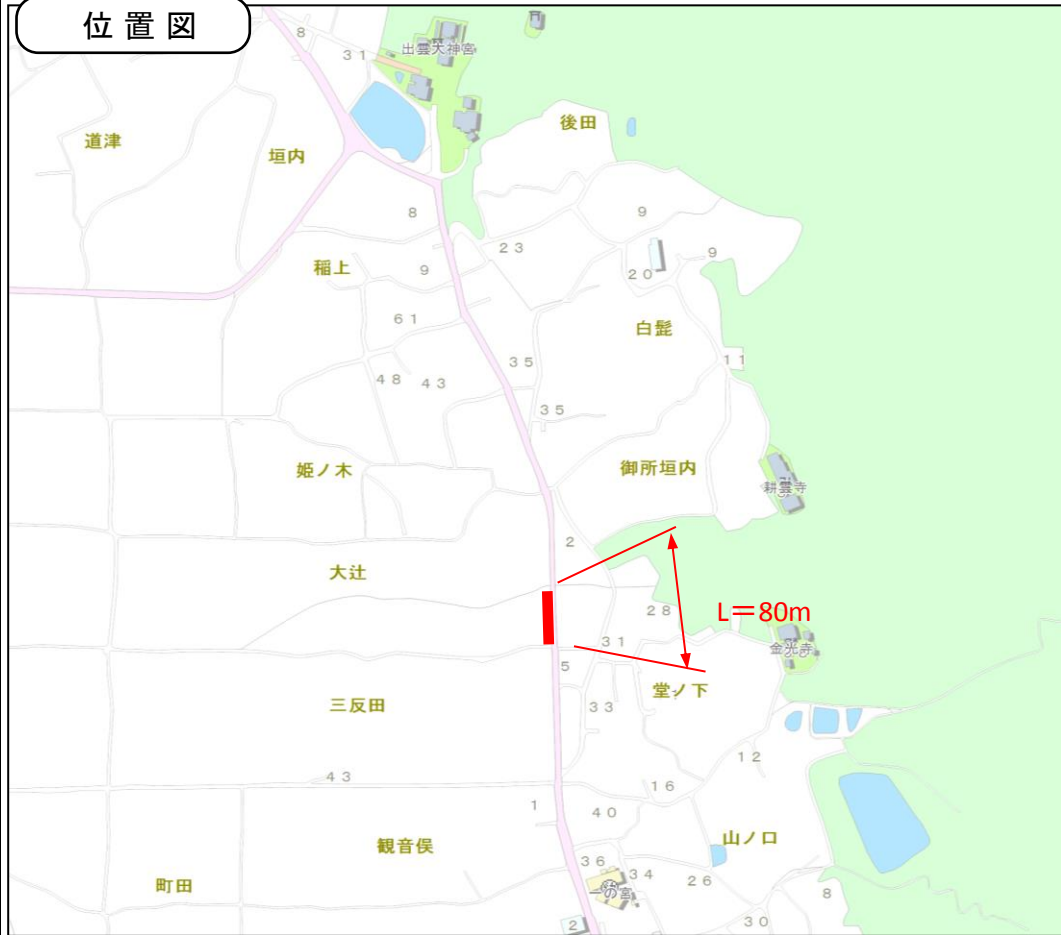 位置図
8
31
出雲大神宮
道津
垣内
後田
8
9
23
9
20
稲上
9
61
白髭
35
11
48
43
35
姫ノ木
御所垣内
耕雲寺
2
大辻
28
L＝80m
31
金光寺
5
堂ノ下
三反田
33
12
43
16
1
40
山ノ口
観音俣
36
34
26
町田
一の宮
8
2
30